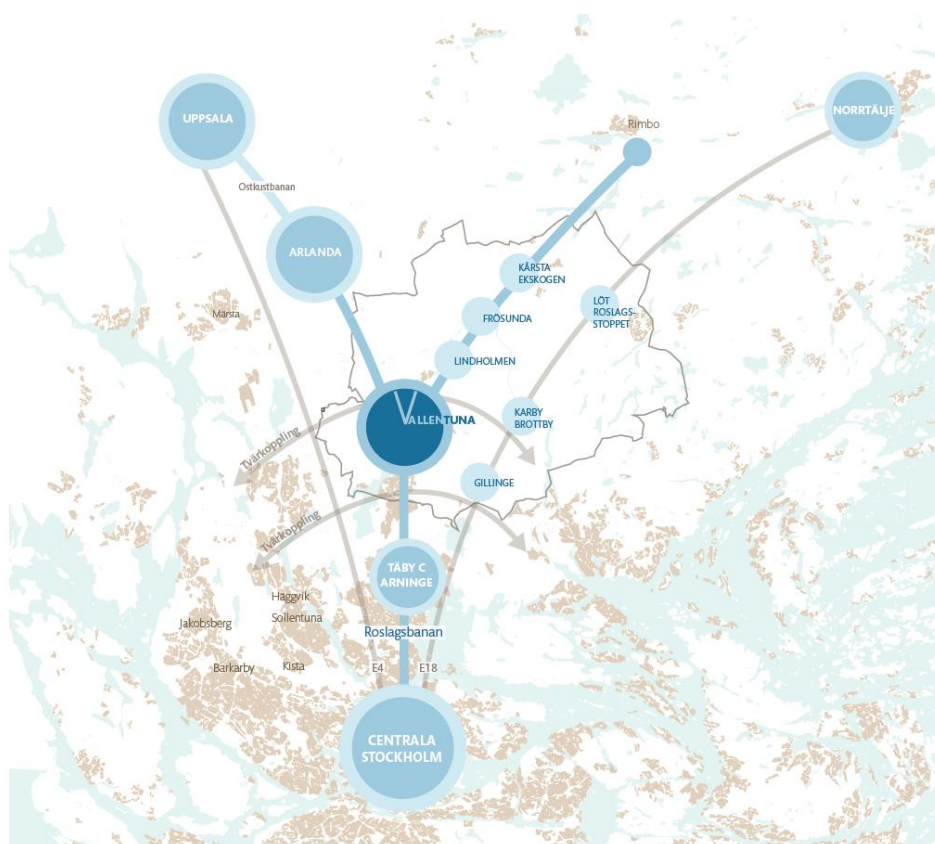 UPPSALA
NORRTÄLJE
Rimbo
Ostkustbanan
ARLANDA
KÅRSTA
EKSKOGEN
Märsta
LÖT
ROSLAGS-
STOPPET
FRÖSUNDA
LINDHOLMEN
VALLENTUNA
KARBY
BROTTBY
Tvärkoppling
GILLINGE
Tvärkoppling
TÄBY C
ARNINGE
Häggvik
Sollentuna
Jakobsberg
Roslagsbanan
Barkarby
Kista
E4
E18
CENTRALA
STOCKHOLM